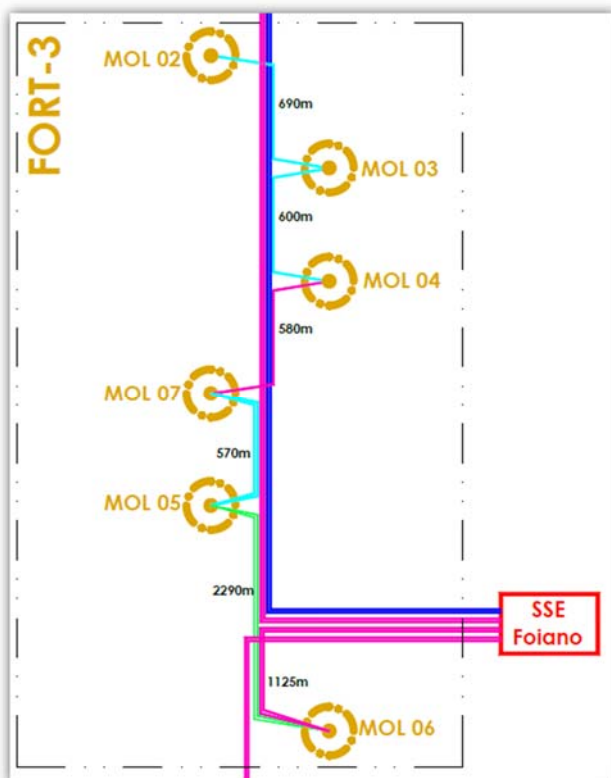 FORT-3
MOL 02
690m
MOL 03
600m
MOL 04
580m
MOL 07
570m
MOL 05
2290m
SSE
Foiano
1125m
MOL 06